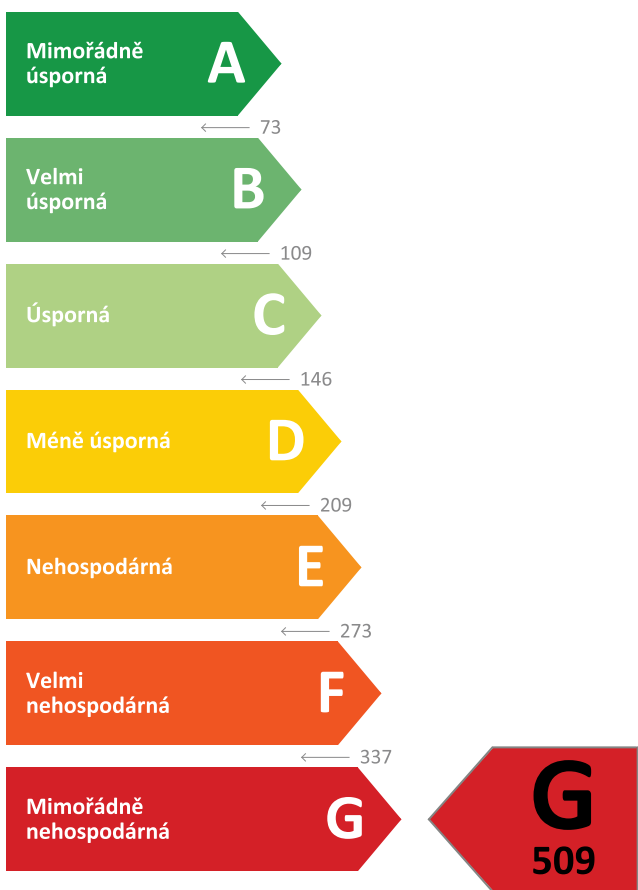 Mimořádně
úsporná
A
73
Velmi
úsporná
B
109
Úsporná
C
146
Méně úsporná
D
209
Nehospodárná
E
273
Velmi
nehospodárná
F
337
Mimořádně
nehospodárná
G
G
509